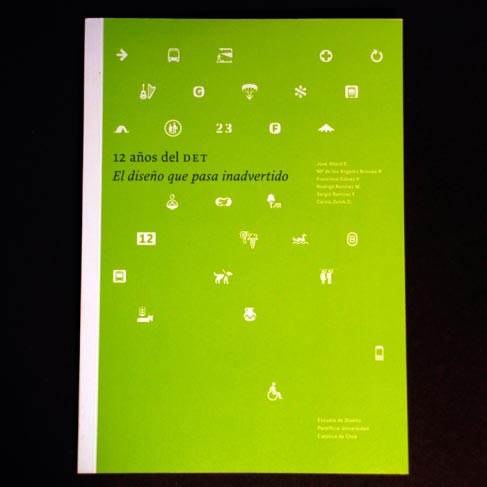 G
23
F
12 años del DET
El diseño que pasa inadvertido
José Allard S.
Mª de los Ángeles Briones R.
Francisco Gálvez P.
Rodrigo Ramírez M.
Sergio Ramírez F.
Carola Zurob D.
12
Escuela de Diseño
Pontificia Universidad
Católica de Chile